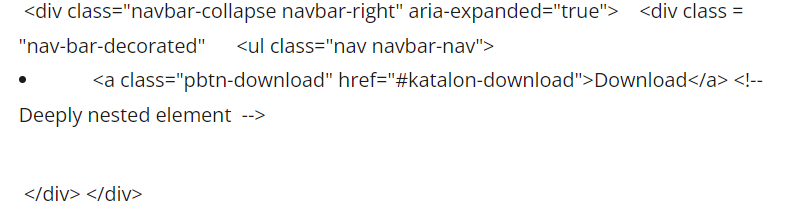 <div class="navbar-collapse navbar-right" aria-expanded="true">    <div class =
"nav-bar-decorated"      <ul class="nav navbar-nav">
•            <a class="pbtn-download" href="#katalon-download">Download</a> <!--
Deeply nested element  -->
</div> </div>